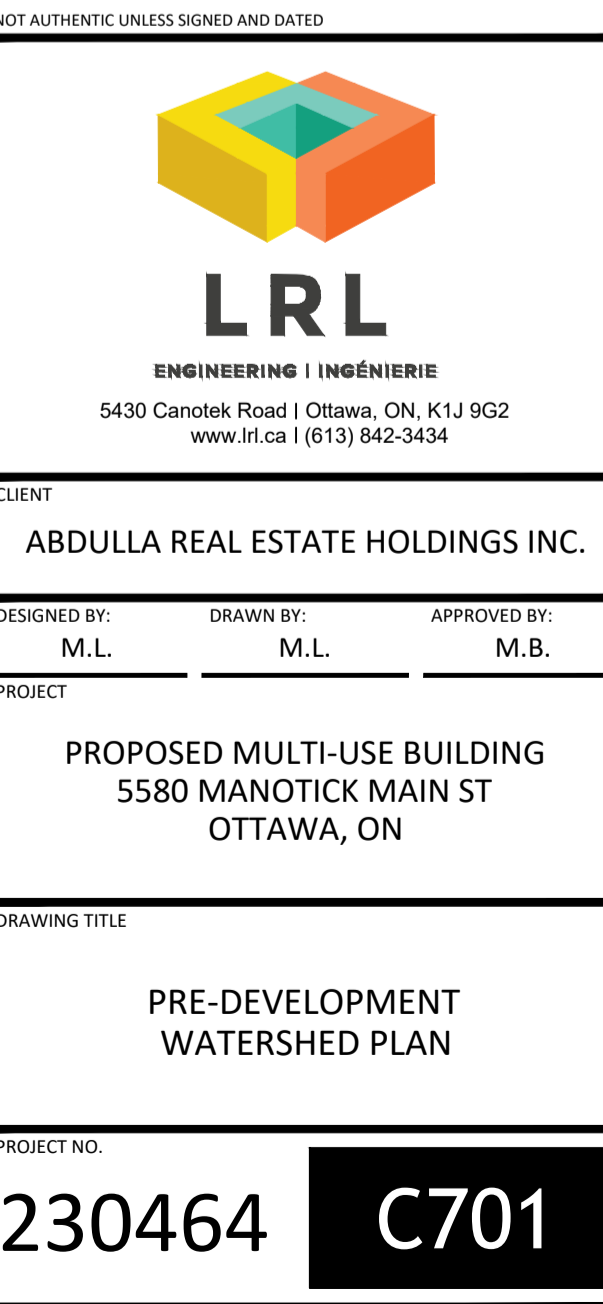 NOT AUTHENTIC UNLESS SIGNED AND DATED
LRL
ENGINEERING | INGÉNIERIE
5430 Canotek Road | Ottawa, ON, K1J 9G2
www.lrl.ca | (613) 842-3434
CLIENT
ABDULLA REAL ESTATE HOLDINGS INC.
DESIGNED BY: DRAWN BY: APPROVED BY:
M.L. M.L. M.B.
PROJECT
PROPOSED MULTI-USE BUILDING
5580 MANOTICK MAIN ST
OTTAWA, ON
DRAWING TITLE
PRE-DEVELOPMENT
WATERSHED PLAN
PROJECT NO.
230464 C701